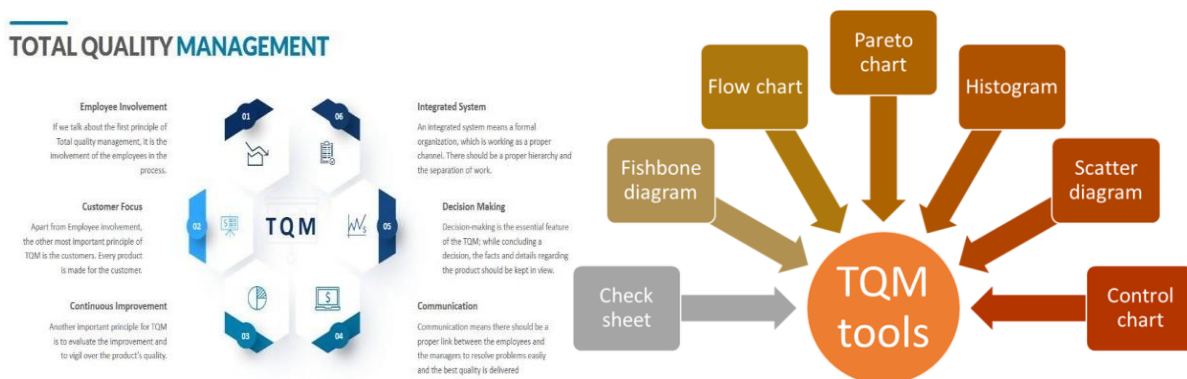 TOTAL QUALITY MANAGEMENT
Employee Involvement
If we talk about the first principle of
Total quality management, it is the
involvement of the employees in the
process.
Customer Focus
Apart from Employee involvement,
the other most important principle of
TQM is the customers. Every product
is made for the customer.
Continuous Improvement
Another important principle for TQM
is to evaluate the improvement and
to vigil over the product's quality.
01
06
02
TQM
05
03
04
Integrated System
An integrated system means a formal
organization, which is working as a proper
channel. There should be a proper hierarchy and
the separation of work.
Decision Making
Decision-making is the essential feature
of the TQM; while concluding a
decision, the facts and details regarding
the product should be kept in view.
Communication
Communication means there should be a
proper link between the employees and
the managers to resolve problems easily
and the best quality is delivered
Check
sheet
Fishbone
diagram
Flow chart
Pareto
chart
Histogram
Scatter
diagram
Control
chart
TQM
tools